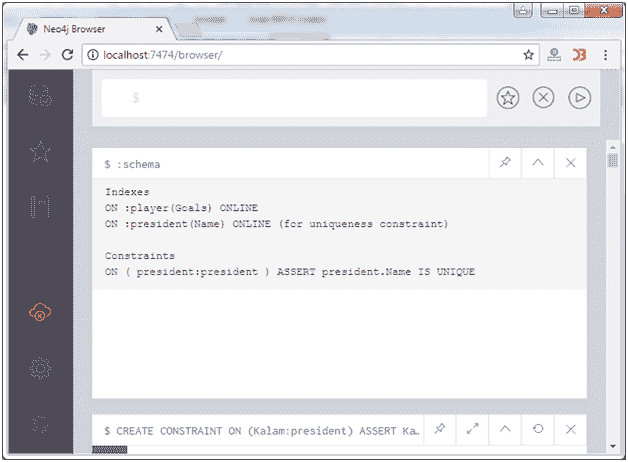 Neo4j Browser
localhost:7474/browser/
$
$ :schema
Indexes
ON :player(Goals) ONLINE
ON :president(Name) ONLINE (for uniqueness constraint)
Constraints
ON ( president:president ) ASSERT president.Name IS UNIQUE
$ CREATE CONSTRAINT ON (Kalam:president) ASSERT Ka…